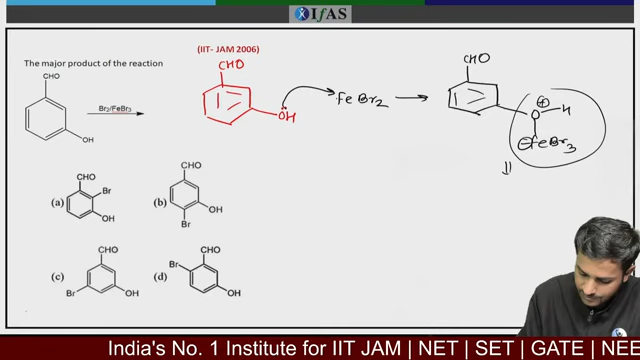 IFAS
(IIT- JAM 2006)
The major product of the reaction
CHO
Br2/FeBr3
OH
CHO
OH
FeBr2
CHO
O
H
FeBr3
(a)
CHO
Br
OH
(b)
CHO
OH
Br
(c)
CHO
Br
OH
(d)
CHO
Br
OH
India's No. 1 Institute for IIT JAM | NET | SET | GATE | NEE